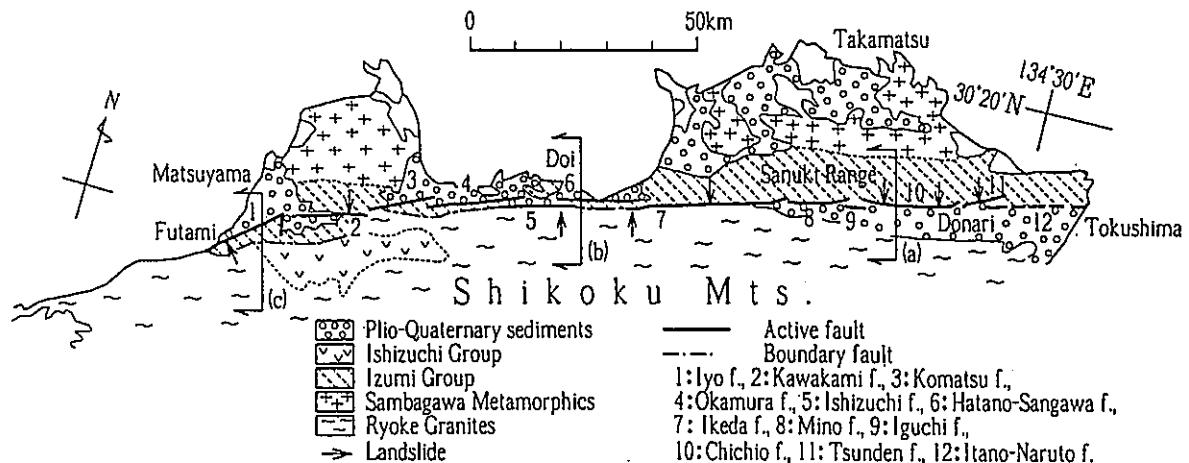 0 50km
Takamatsu
134°30'E
30°20'N
N
Doi
Matsuyama
3 4 6
Sanukt Range
10 11
1 2 5 7 8 9 12
Futami
Donari
Tokushima
(b) (a)
(c)
Shikoku Mts.
Plio-Quaternary sediments
Ishizuchi Group
Izumi Group
Sambagawa Metamorphics
Ryoke Granites
Landslide
Active fault
Boundary fault
1: Iyo f., 2: Kawakami f., 3: Komatsu f.,
4: Okamura f., 5: Ishizuchi f., 6: Hatano-Sangawa f.,
7: Ikeda f., 8: Mino f., 9: Iguchi f.,
10: Chichio f., 11: Tsunden f., 12: Itano-Naruto f.